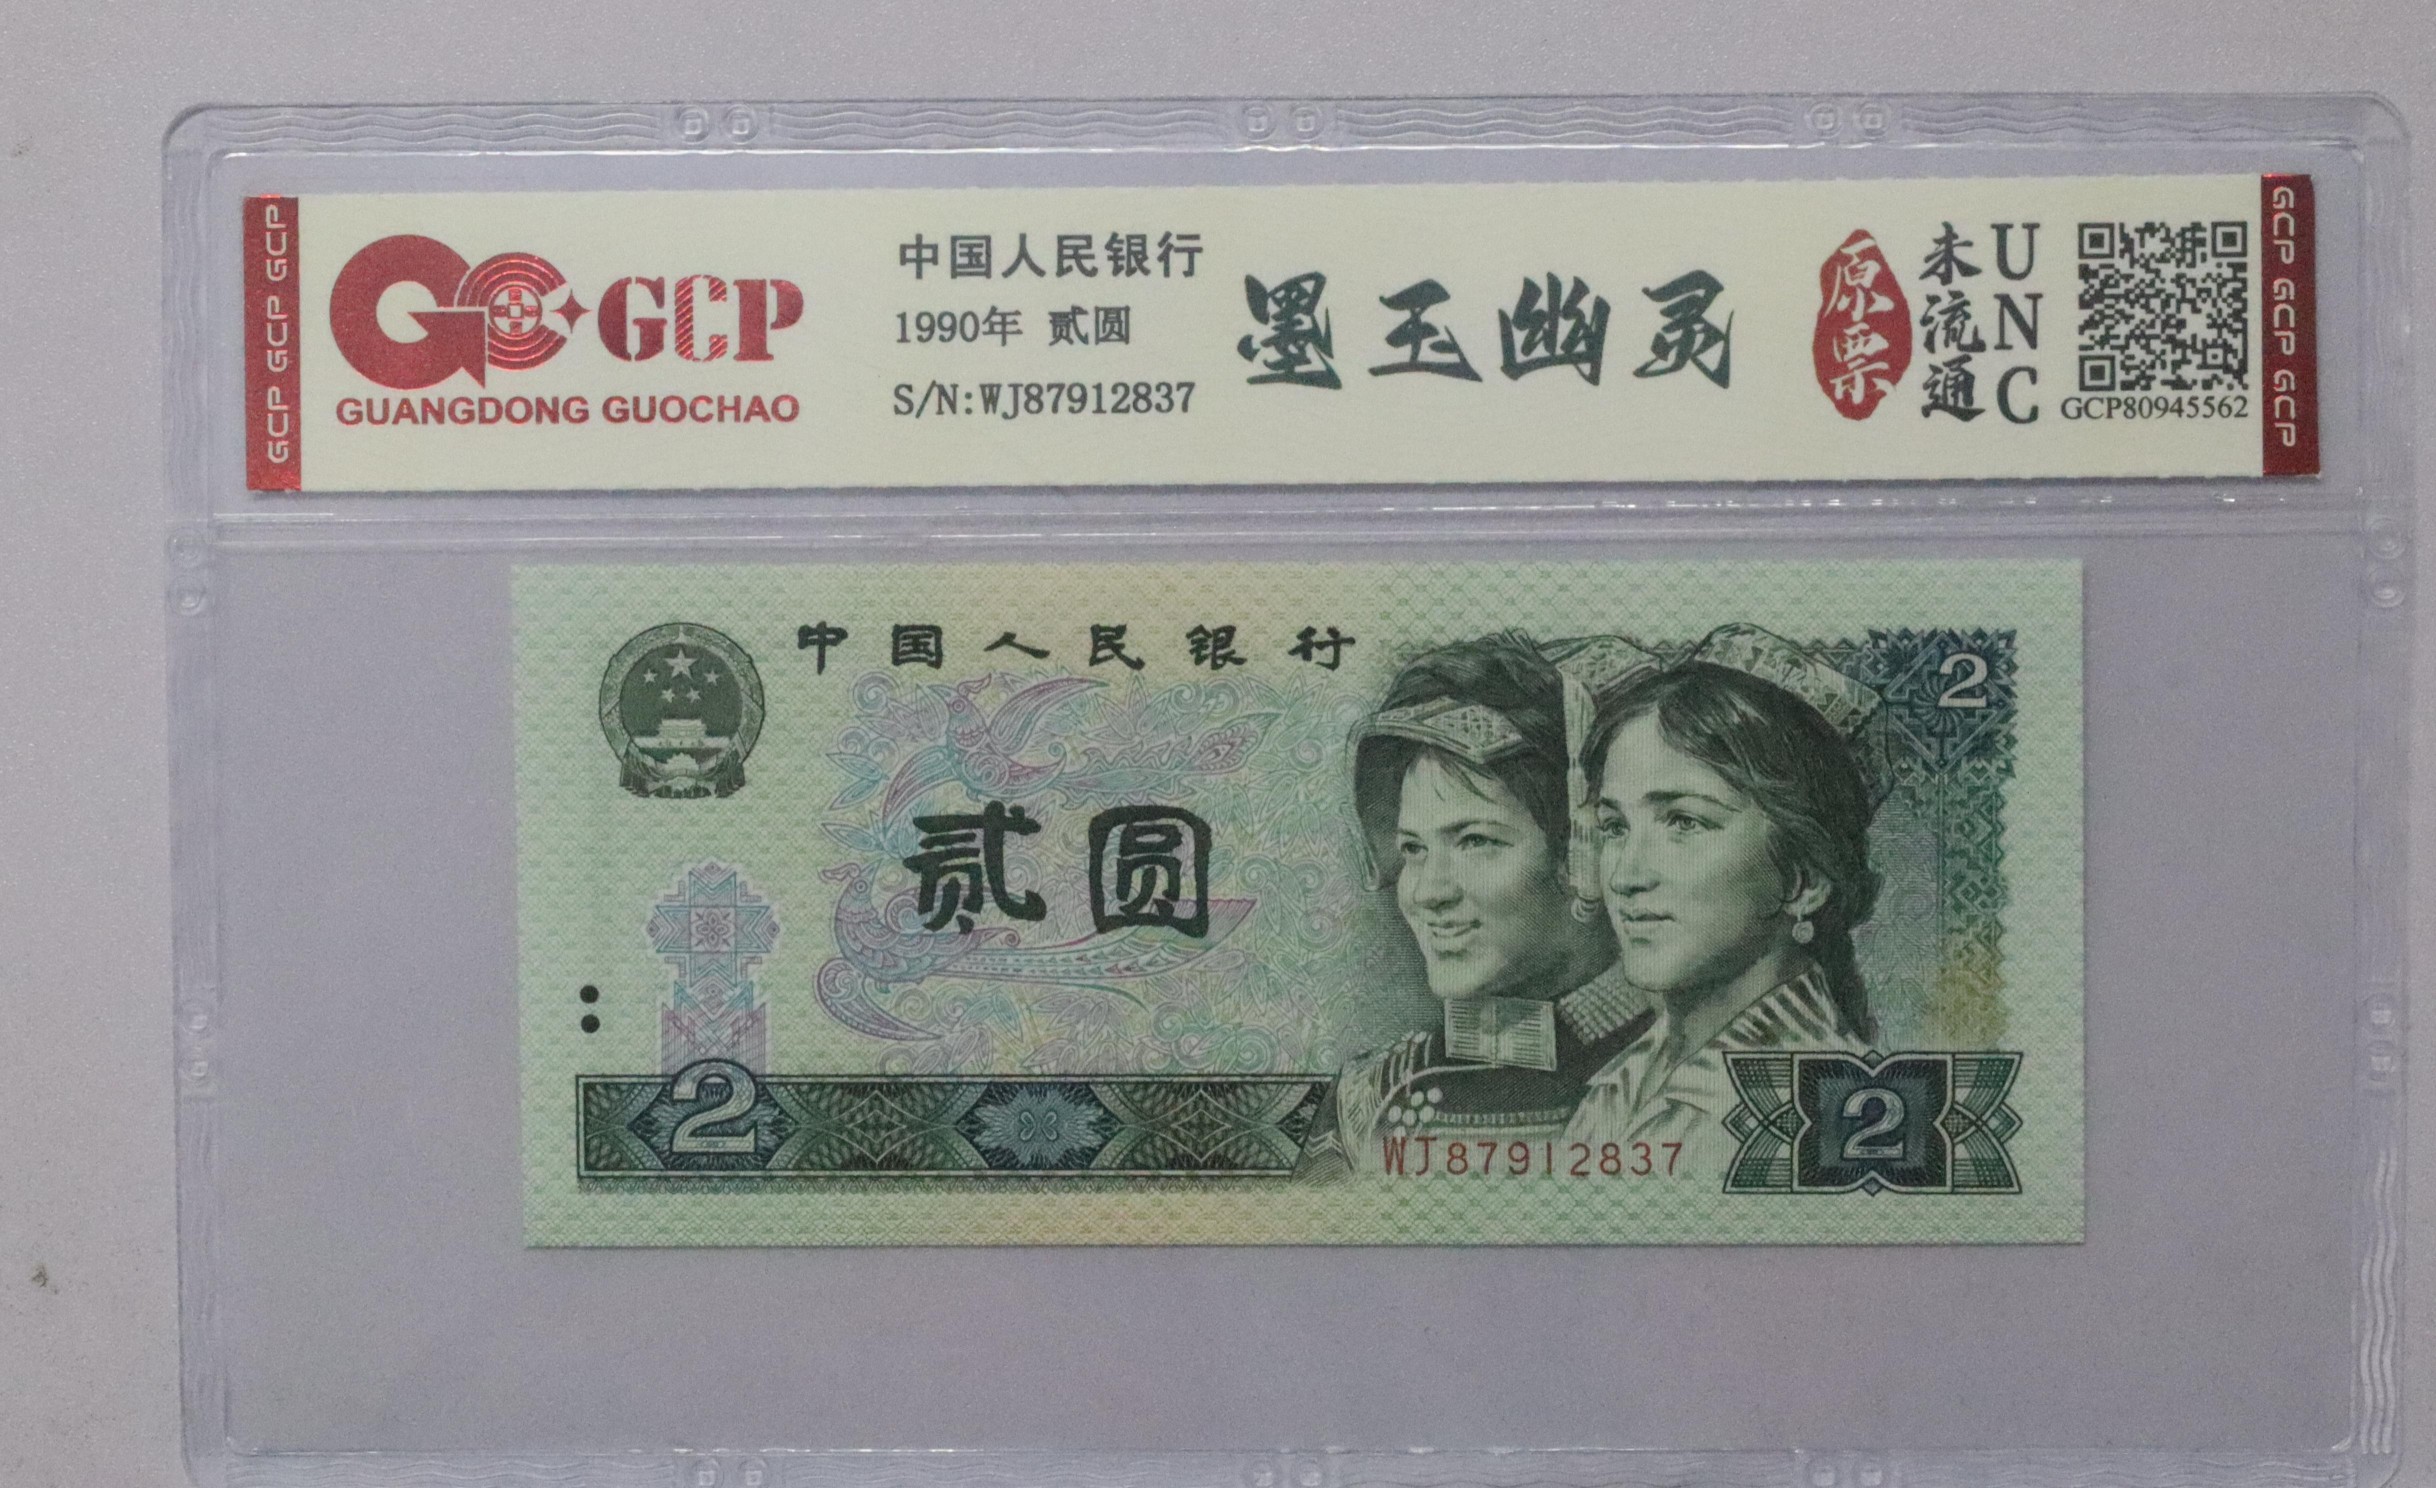 GCP GCP GCP
GCP
GUANGDONG GUOCHAO
中国人民银行
1990年 贰圆
S/N:WJ87912837
墨玉幽灵
原票
未流通
UNC
GCP80945562
GCP GCP GCP
中国人民银行
2
贰圆
2
WJ87912837
2